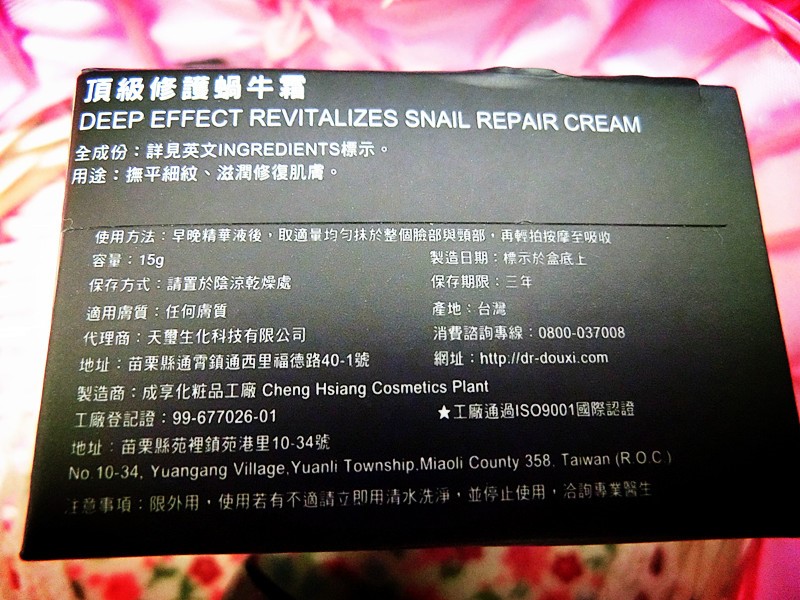 頂級修護蝸牛霜
DEEP EFFECT REVITALIZES SNAIL REPAIR CREAM
全成份：詳見英文INGREDIENTS標示。
用途：撫平細紋、滋潤修復肌膚。
使用方法：早晚精華液後，取適量均勻抹於整個臉部與頸部，再輕拍按摩至吸收
容量：15g
製造日期：標示於盒底上
保存方式：請置於陰涼乾燥處
保存期限：三年
適用膚質：任何膚質
產地：台灣
代理商：天璽生化科技有限公司
消費諮詢專線：0800-037008
地址：苗栗縣通霄鎮通西里福德路40-1號
網址：http://dr-douxi.com
製造商：成享化粧品工廠 Cheng Hsiang Cosmetics Plant
工廠登記證：99-677026-01
★工廠通過ISO9001國際認證
地址：苗栗縣苑裡鎮苑港里10-34號
No.10-34, Yuangang Village,Yuanli Township.Miaoli County 358, Taiwan (R.O.C.)
注意事項：限外用，使用若有不適請立即用清水洗淨，並停止使用，洽詢專業醫生